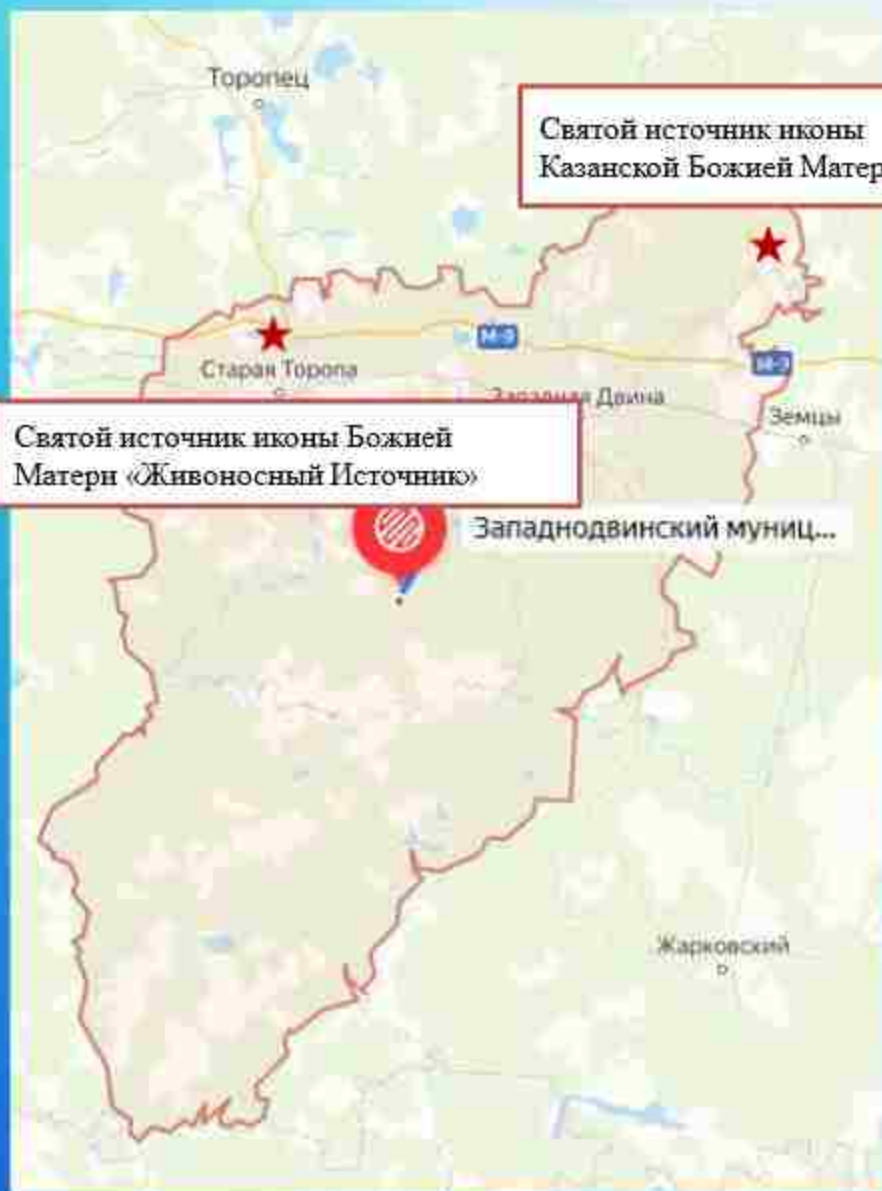 Торопец
Святой источник иконы
Казанской Божией Матер
М-9
Старая Торопа
М-9
Западная Двина
Земцы
Святой источник иконы Божией
Матери «Живоносный Источник»
Западнодвинский муниц...
Жарковский